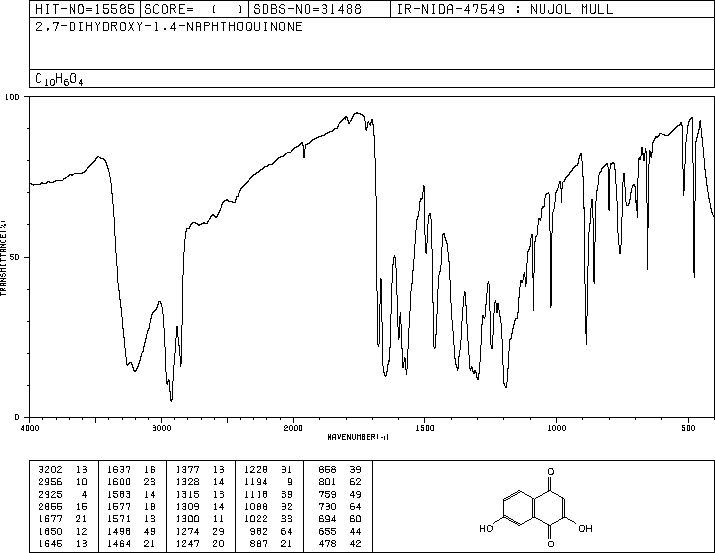 HIT-NO=15585 SCORE= ( ) SDBS-NO=31488 IR-NIDA-47549 : NUJOL MULL
2,7-DIHYDROXY-1,4-NAPHTHOQUINONE
C10H6O4
100
50
0
TRANSMITTANCE(%)
4000 3000 2000 1500 1000 500
WAVENUMBER(-1)
3202 13 1637 16 1377 13 1228 31 858 39
2956 10 1600 23 1328 14 1194 9 801 62
2925 4 1583 14 1315 13 1118 39 759 49
2855 15 1577 18 1309 14 1088 32 730 64
1677 21 1571 13 1300 11 1022 33 694 60
1650 12 1498 49 1274 29 982 64 655 44
1645 13 1464 21 1247 20 887 21 478 42
O
HO
OH
O